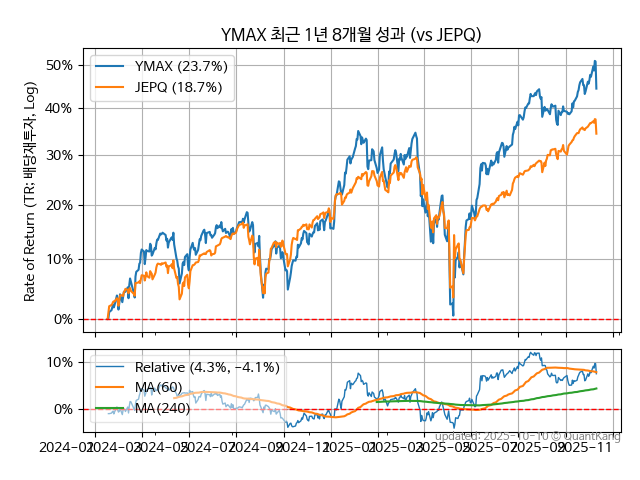 YMAX 최근 1년 8개월 성과 (vs JEPQ)
Rate of Return (TR: 배당재투자, Log)
50%
40%
30%
20%
10%
0%
YMAX (23.7%)
JEPQ (18.7%)
10%
0%
Relative (4.3%, -4.1%)
MA(60)
MA(240)
updated: 2025-10-10 © QuantKang
2024-01 2024-03 2024-05 2024-07 2024-09 2024-11 2025-01 2025-03 2025-05 2025-07 2025-09 2025-11